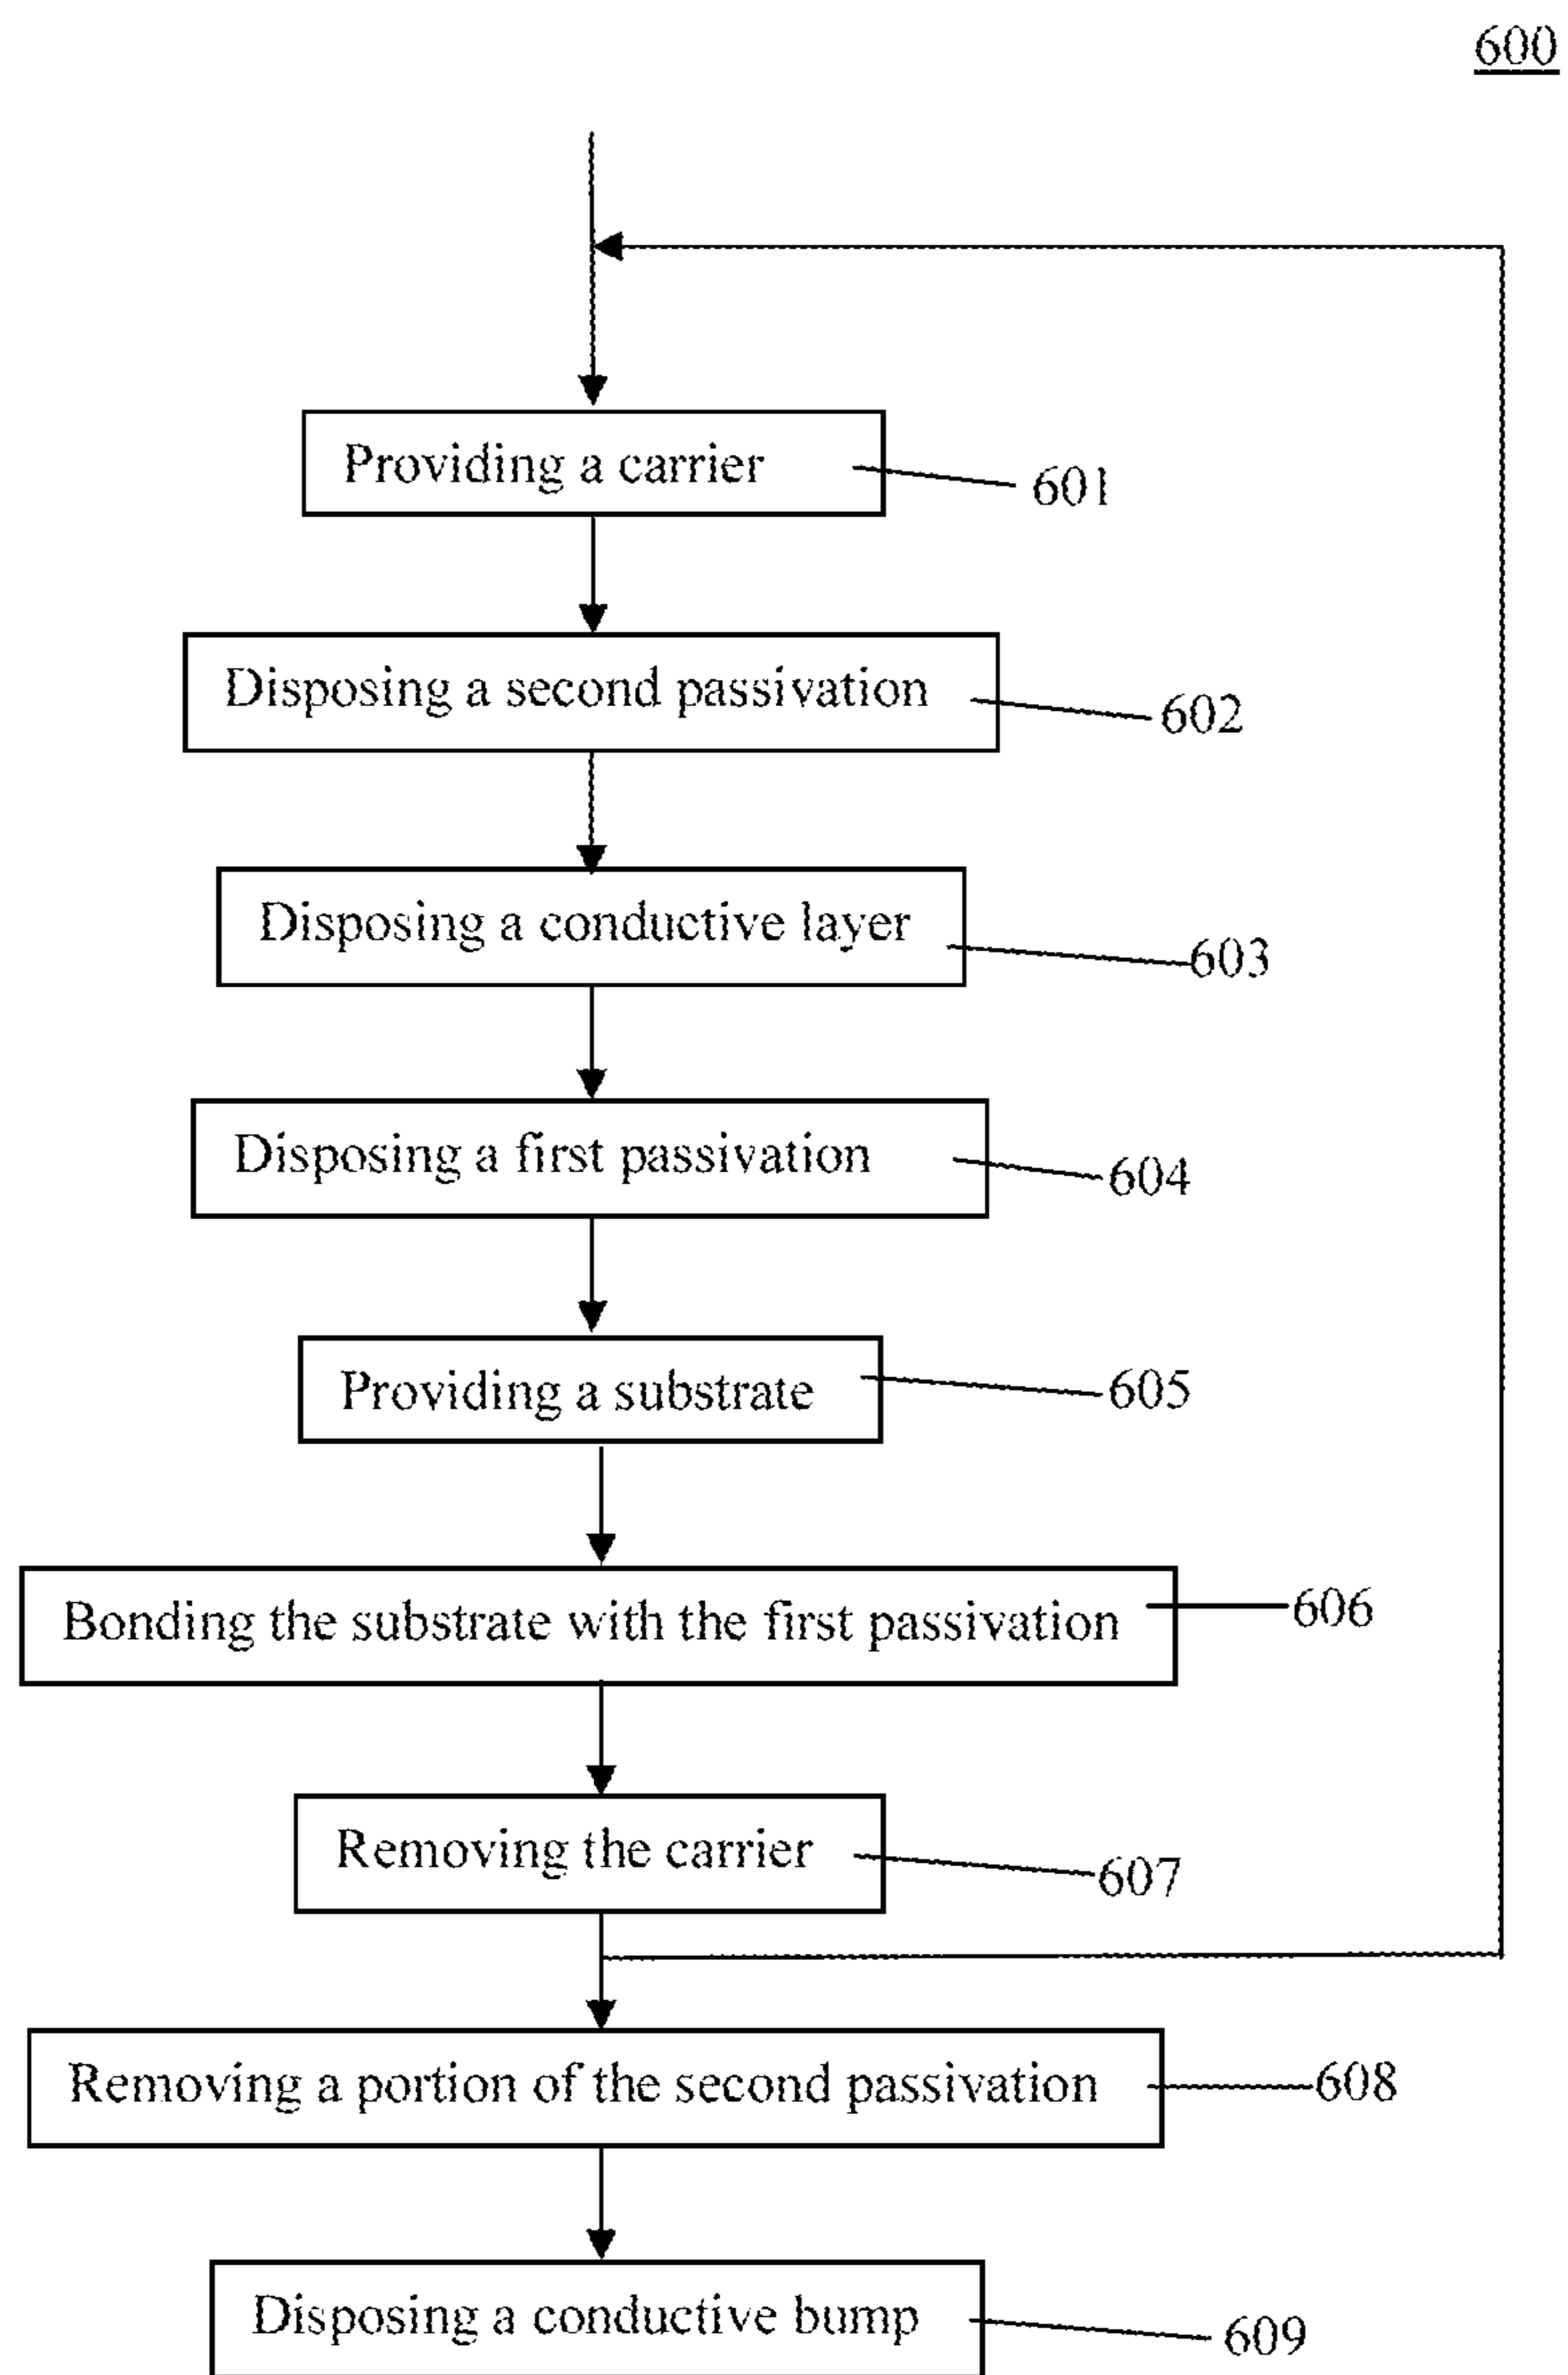 600
Providing a carrier
601
Disposing a second passivation
602
Disposing a conductive layer
603
Disposing a first passivation
604
Providing a substrate
605
Bonding the substrate with the first passivation
606
Removing the carrier
607
Removing a portion of the second passivation
608
Disposing a conductive bump
609